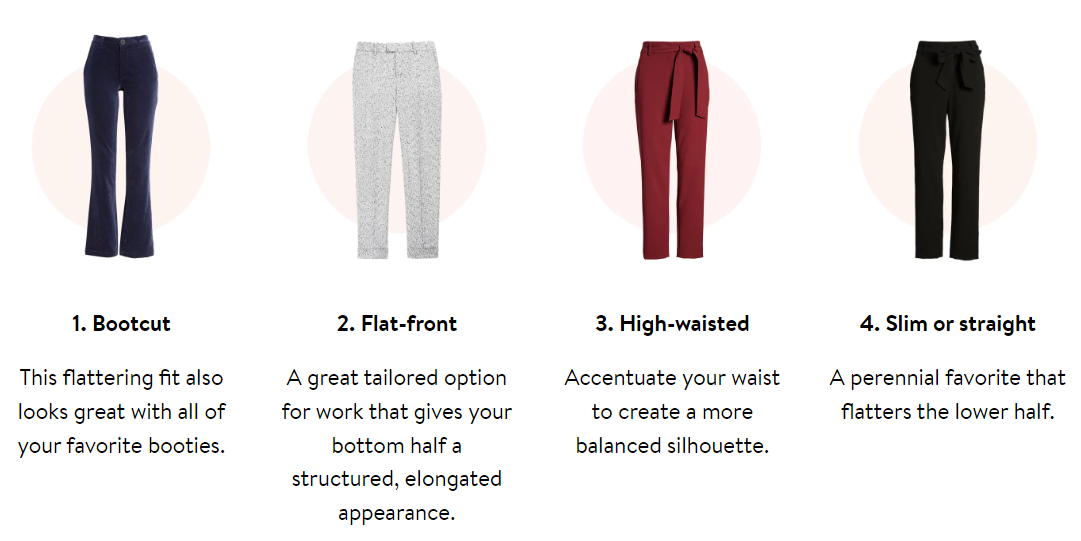 1. Bootcut
This flattering fit also
looks great with all of
your favorite booties.
2. Flat-front
A great tailored option
for work that gives your
bottom half a
structured, elongated
appearance.
3. High-waisted
Accentuate your waist
to create a more
balanced silhouette.
4. Slim or straight
A perennial favorite that
flatters the lower half.